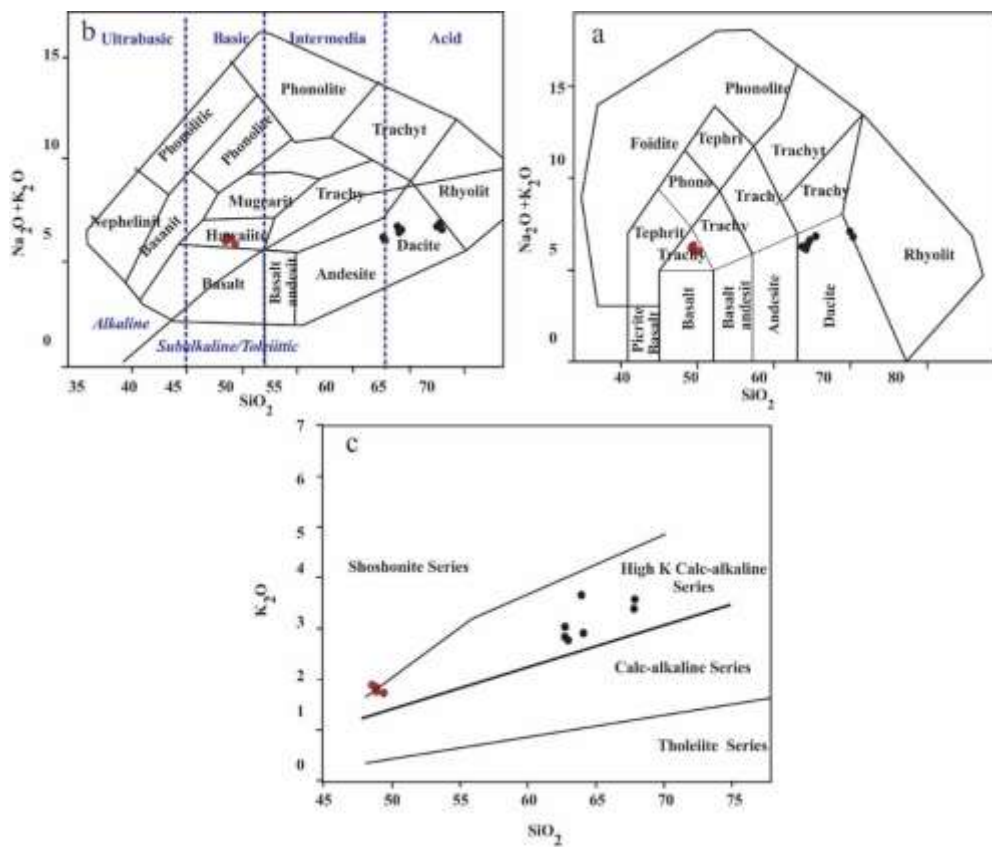 b
Ultrabasic Basic Intermedia Acid
15
10
5
0
Na2O+K2O
Phonolite
Phonolitic
Phonolite
Trachyt
Mugearit
Trachy
Rhyolit
Nephelinit
Basanit
Hawaiite
Dacite
Basalt
Basalt
andesit
Andesite
Alkaline
Subalkaline/Toleiittic
35 40 45 50 55 60 65 70
SiO2
a
15
10
5
0
Na2O+K2O
Phonolite
Foidite
Tephri
Trachyt
Phono
Trachy
Trachy
Tephrit
Trachy
Trachy
Rhyolit
Picrite
Basalt
Basalt
Basalt
andesit
Andesite
Dacite
40 50 60 70 80
SiO2
c
7
6
5
4
3
2
1
0
K2O
Shoshonite Series
High K Calc-alkaline
Series
Calc-alkaline Series
Tholeiite Series
45 50 55 60 65 70 75
SiO2